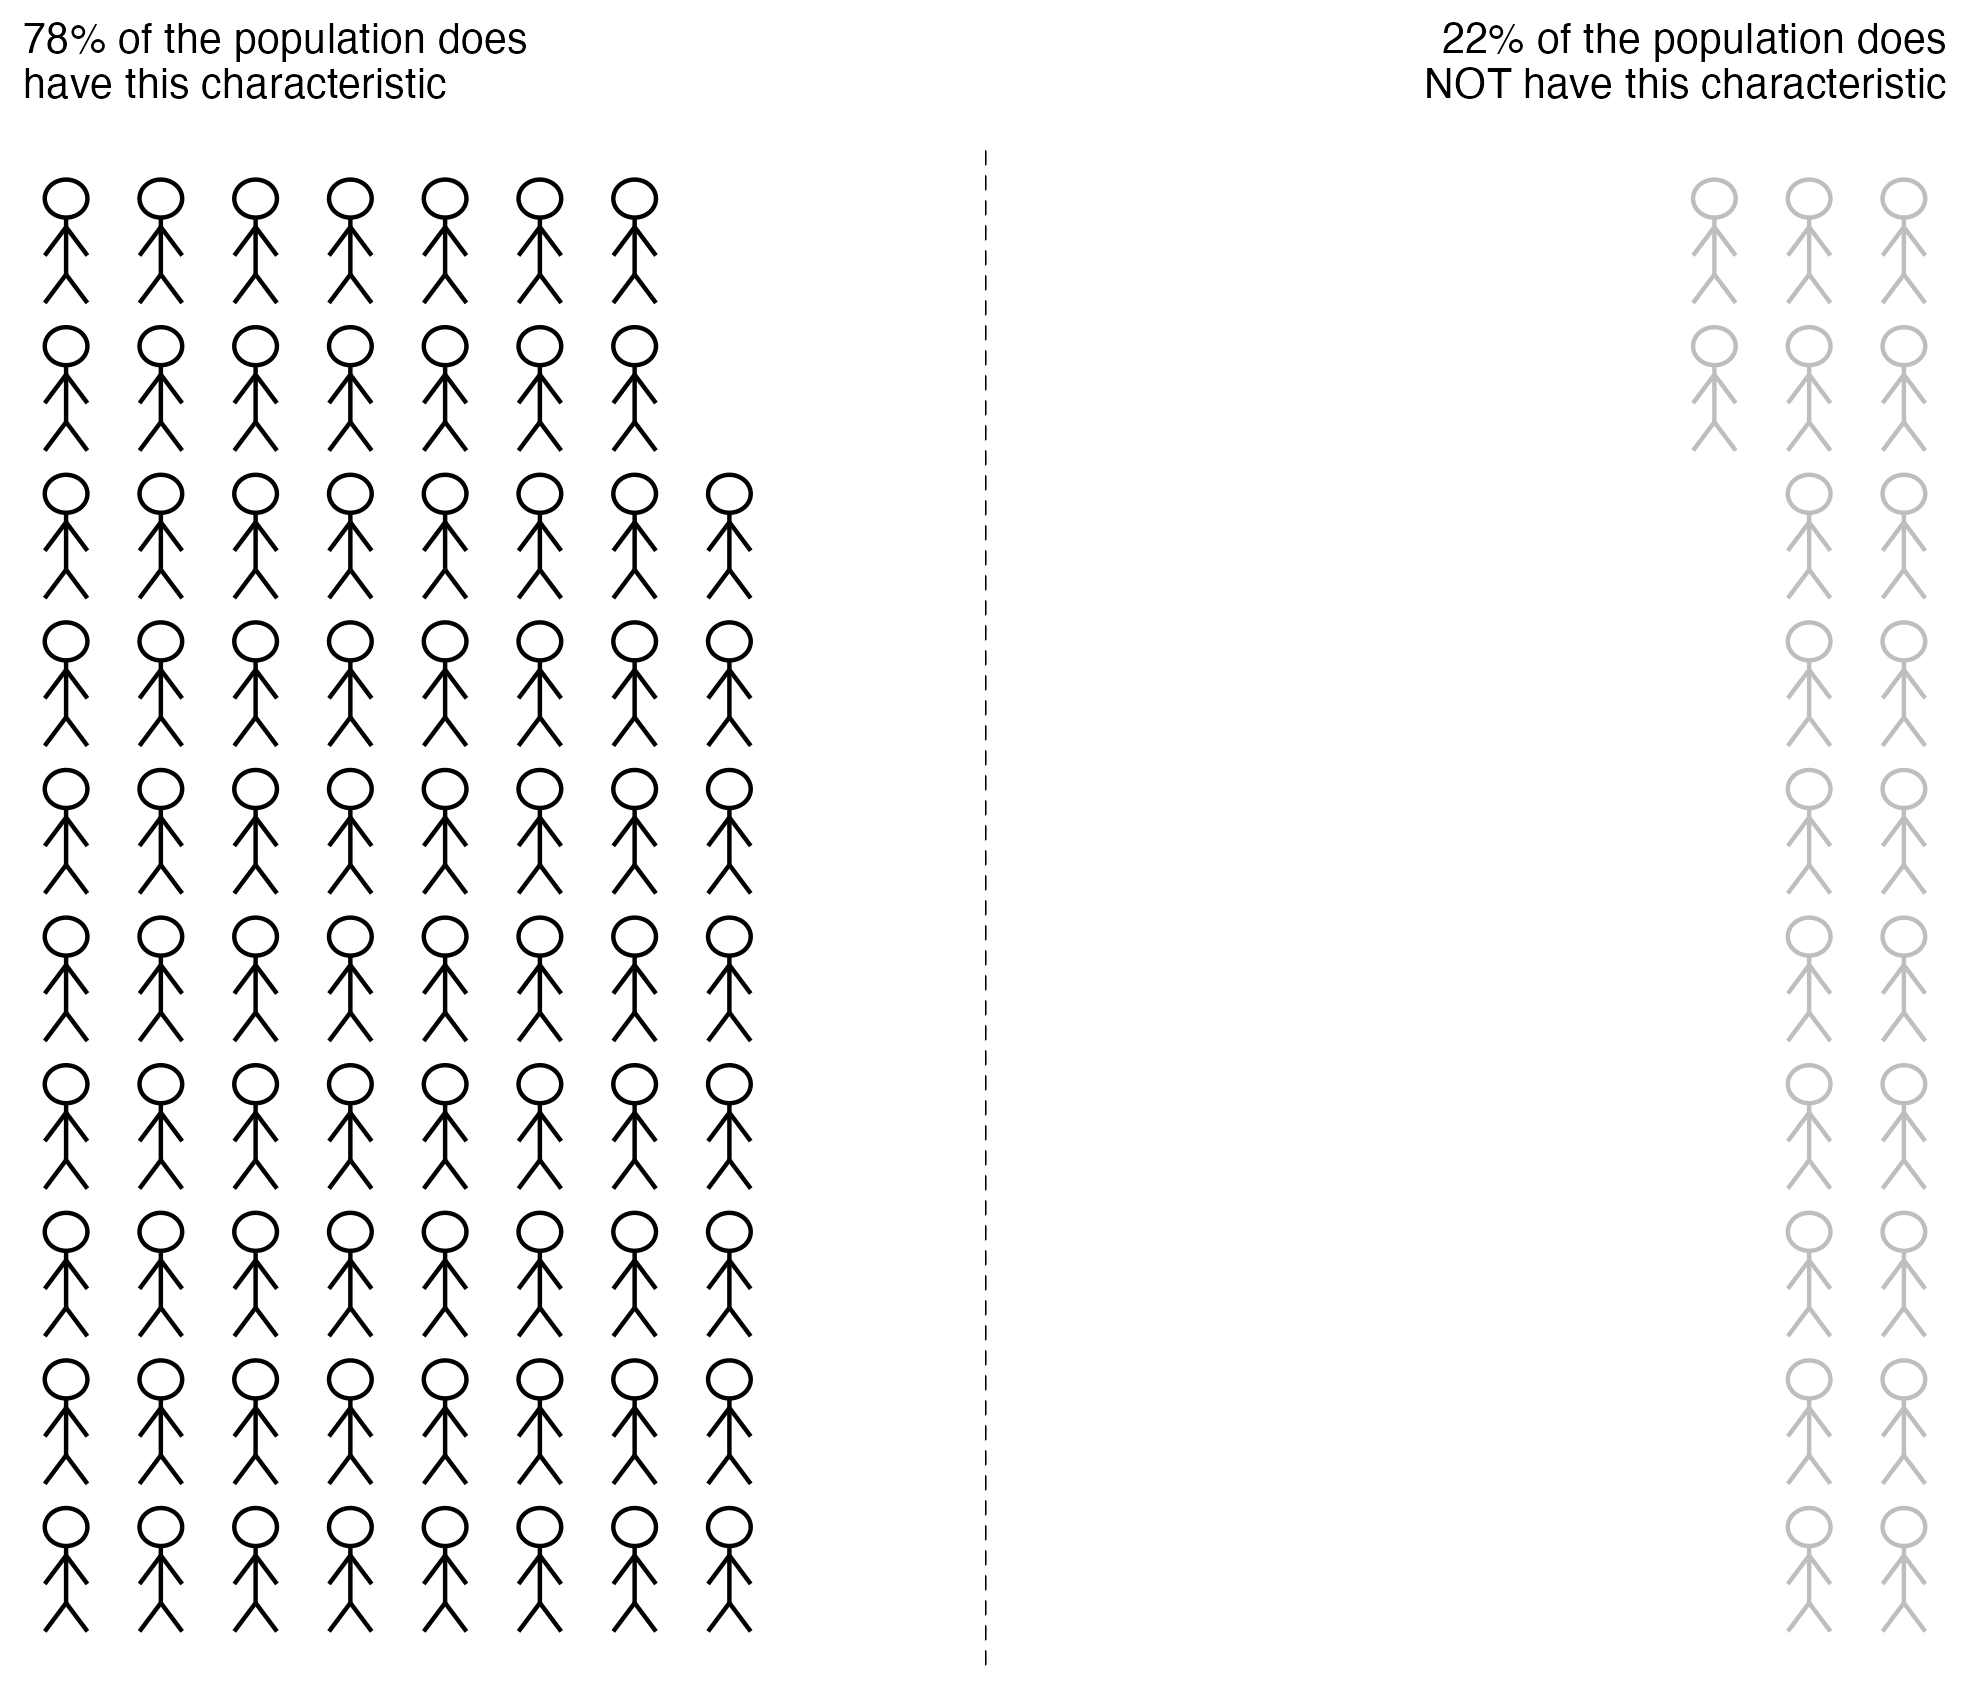 78% of the population does
have this characteristic
22% of the population does
NOT have this characteristic